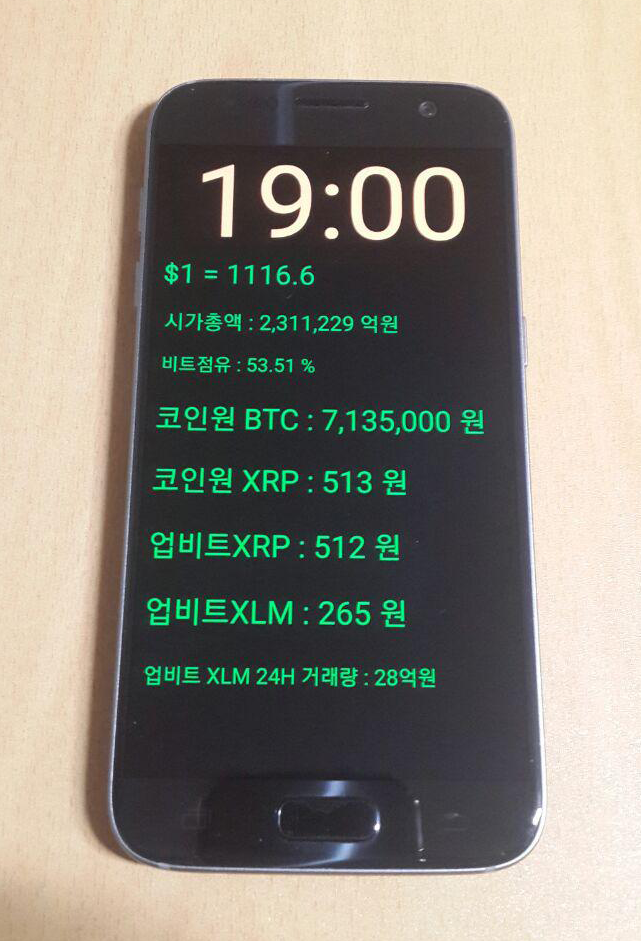 19:00
$1 = 1116.6
시가총액 : 2,311,229 억원
비트점유 : 53.51 %
코인원 BTC : 7,135,000 원
코인원 XRP : 513 원
업비트XRP : 512 원
업비트XLM : 265 원
업비트 XLM 24H 거래량 : 28억원